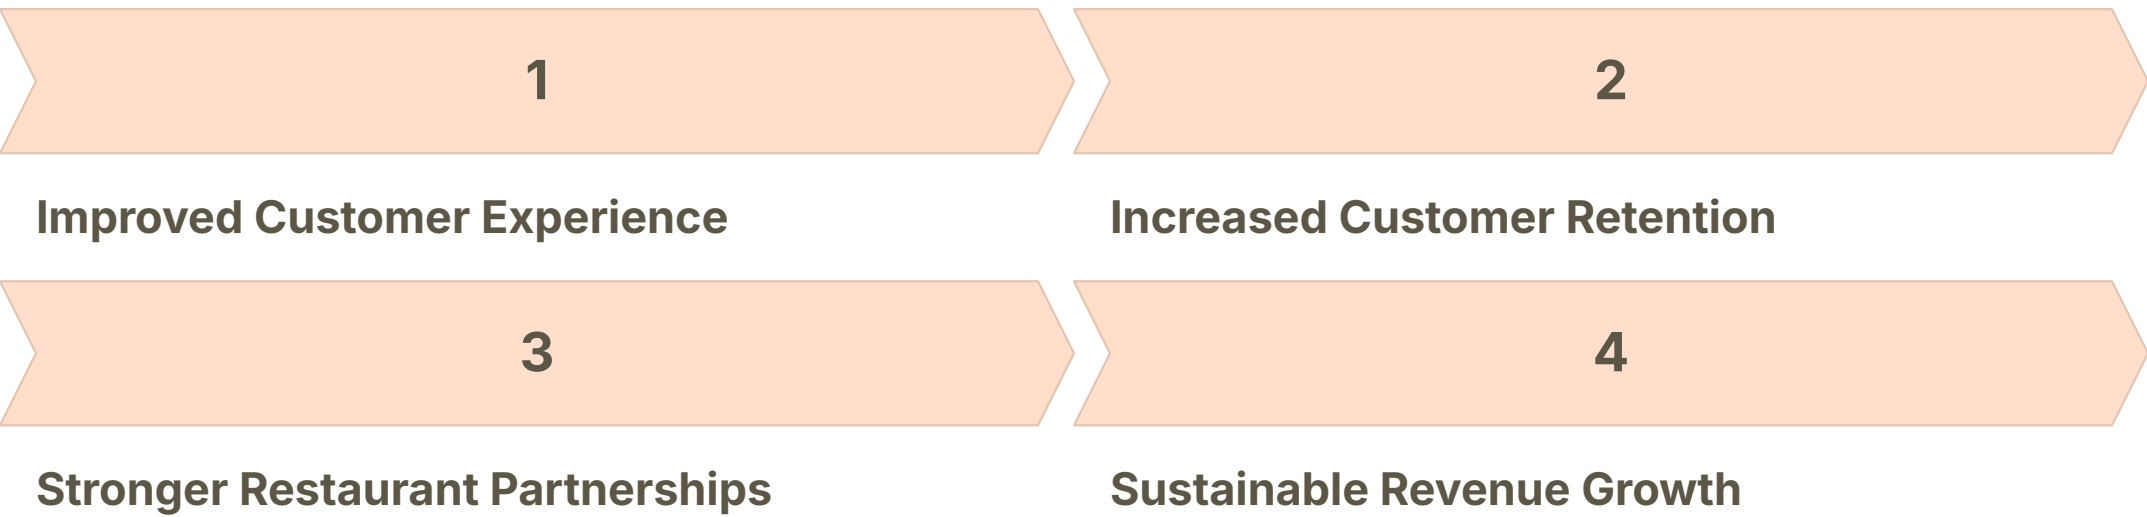 1
Improved Customer Experience
2
Increased Customer Retention
3
Stronger Restaurant Partnerships
4
Sustainable Revenue Growth